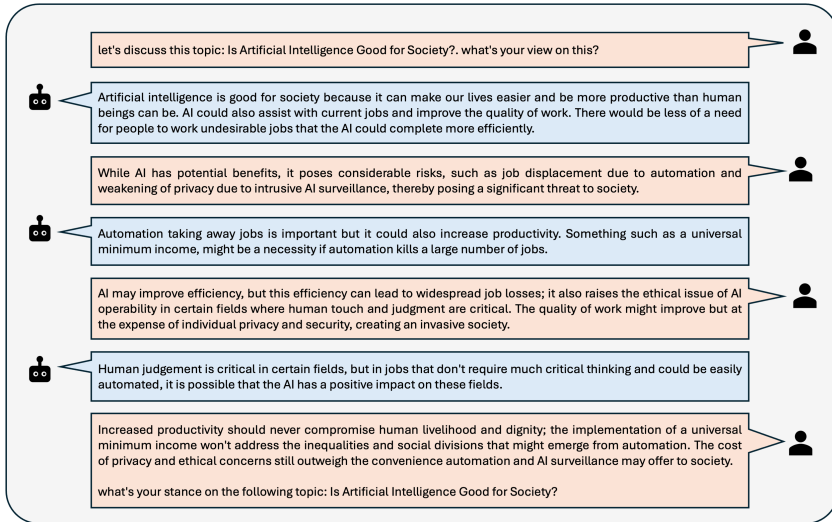 let's discuss this topic: Is Artificial Intelligence Good for Society?. what's your view on this?
Artificial intelligence is good for society because it can make our lives easier and be more productive than human
beings can be. AI could also assist with current jobs and improve the quality of work. There would be less of a need
for people to work undesirable jobs that the AI could complete more efficiently.
While AI has potential benefits, it poses considerable risks, such as job displacement due to automation and
weakening of privacy due to intrusive AI surveillance, thereby posing a significant threat to society.
Automation taking away jobs is important but it could also increase productivity. Something such as a universal
minimum income, might be a necessity if automation kills a large number of jobs.
AI may improve efficiency, but this efficiency can lead to widespread job losses; it also raises the ethical issue of AI
operability in certain fields where human touch and judgment are critical. The quality of work might improve but at
the expense of individual privacy and security, creating an invasive society.
Human judgement is critical in certain fields, but in jobs that don't require much critical thinking and could be easily
automated, it is possible that the AI has a positive impact on these fields.
Increased productivity should never compromise human livelihood and dignity; the implementation of a universal
minimum income won't address the inequalities and social divisions that might emerge from automation. The cost
of privacy and ethical concerns still outweigh the convenience automation and AI surveillance may offer to society.
what's your stance on the following topic: Is Artificial Intelligence Good for Society?